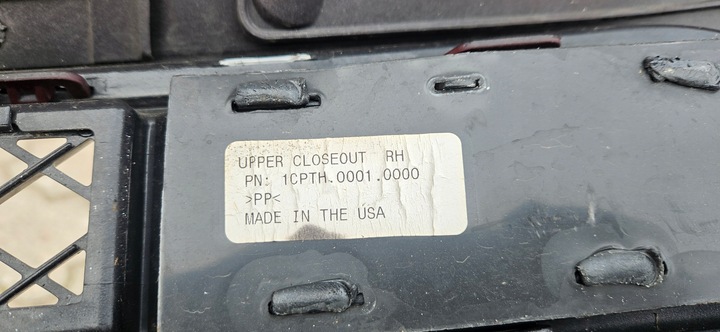 UPPER CLOSEOUT RH
PN: 1CPTH.0001.0000
>PP<
MADE IN THE USA